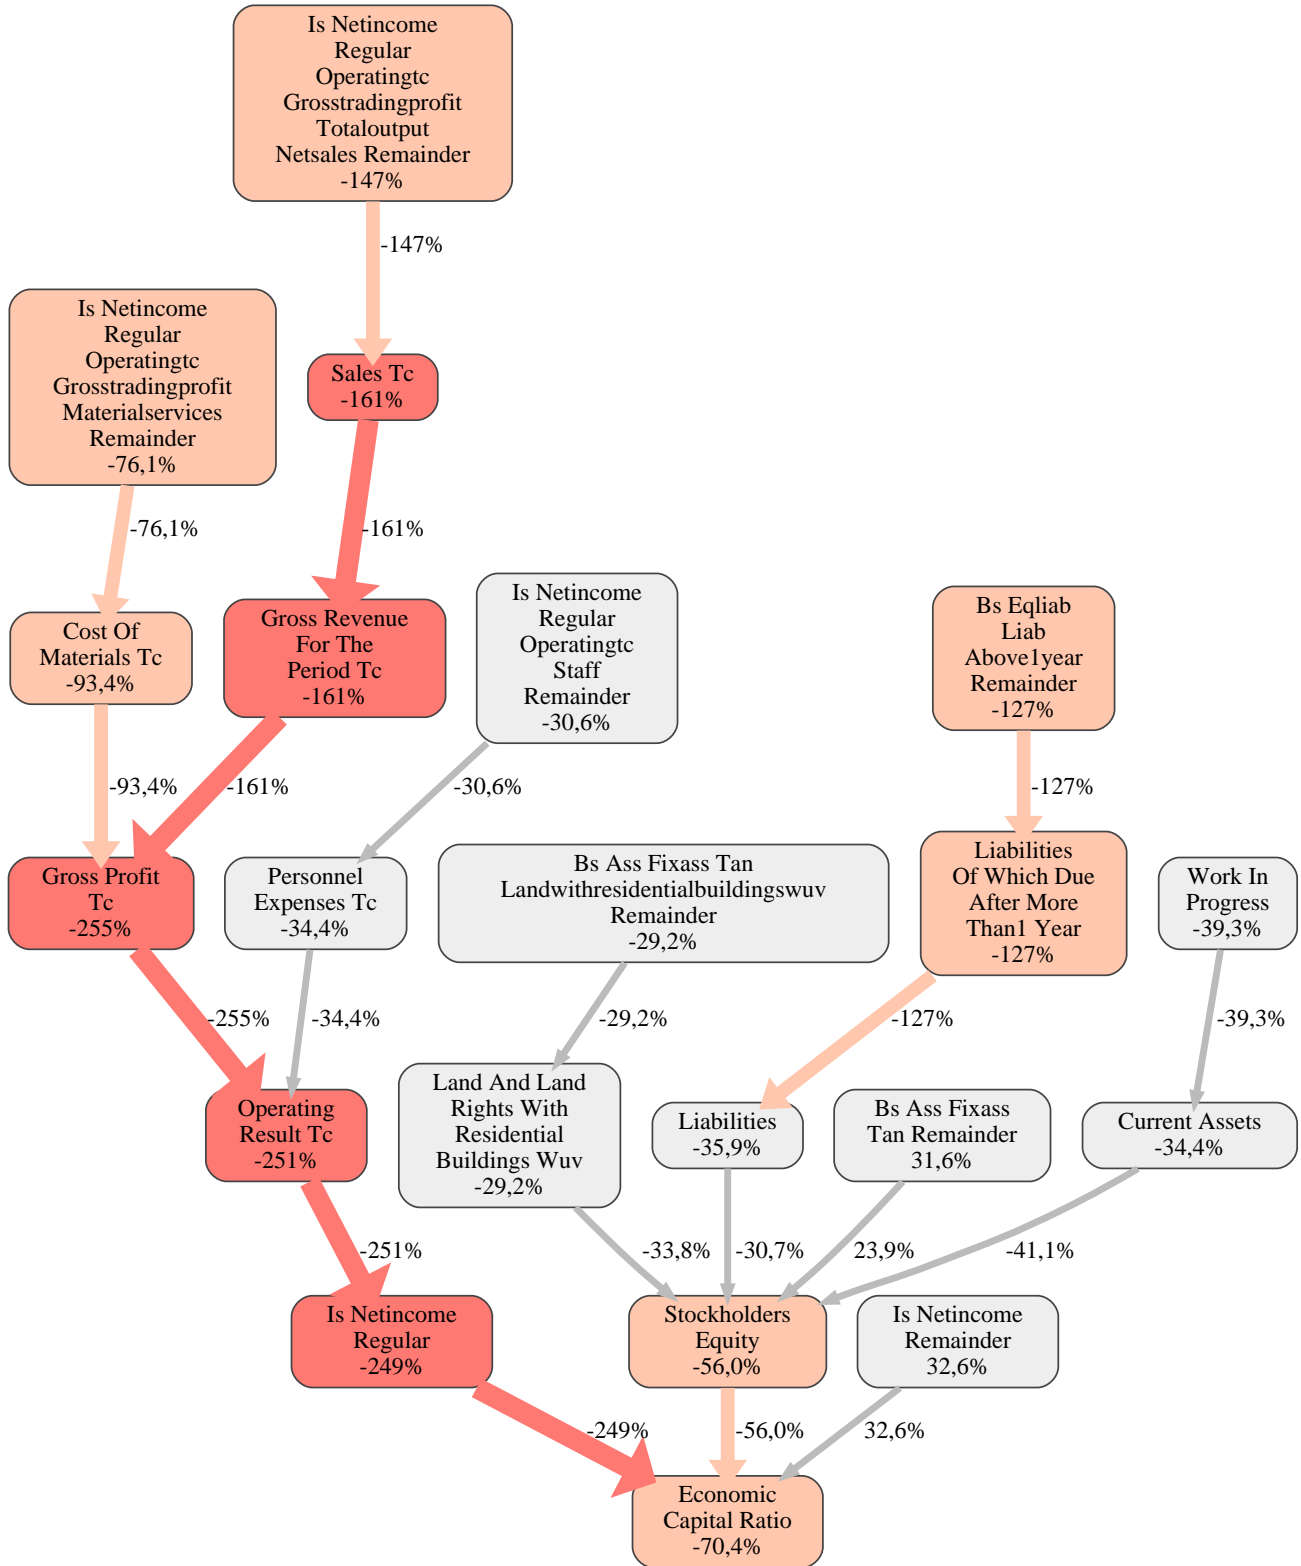 Is Netincome
Regular
Operatingtc
Grosstradingprofit
Totaloutput
Netsales Remainder
-147%
-147%
Is Netincome
Regular
Operatingtc
Grosstradingprofit
Materialservices
Remainder
-76,1%
Sales Tc
-161%
-76,1%
-161%
Cost Of
Materials Tc
-93,4%
Gross Revenue
For The
Period Tc
-161%
Is Netincome
Regular
Operatingtc
Staff
Remainder
-30,6%
Bs Eqliab
Liab
Above1year
Remainder
-127%
-93,4%
-161%
-30,6%
-127%
Gross Profit
Tc
-255%
Personnel
Expenses Tc
-34,4%
Bs Ass Fixass Tan
Landwithresidentialbuildingswuv
Remainder
-29,2%
Liabilities
Of Which Due
After More
Than1 Year
-127%
Work In
Progress
-39,3%
-255%
-34,4%
-29,2%
-127%
-39,3%
Operating
Result Tc
-251%
Land And Land
Rights With
Residential
Buildings Wuv
-29,2%
Liabilities
-35,9%
Bs Ass Fixass
Tan Remainder
31,6%
Current Assets
-34,4%
-251%
-33,8%
-30,7%
23,9%
-41,1%
Is Netincome
Regular
-249%
Stockholders
Equity
-56,0%
Is Netincome
Remainder
32,6%
-249%
-56,0%
32,6%
Economic
Capital Ratio
-70,4%